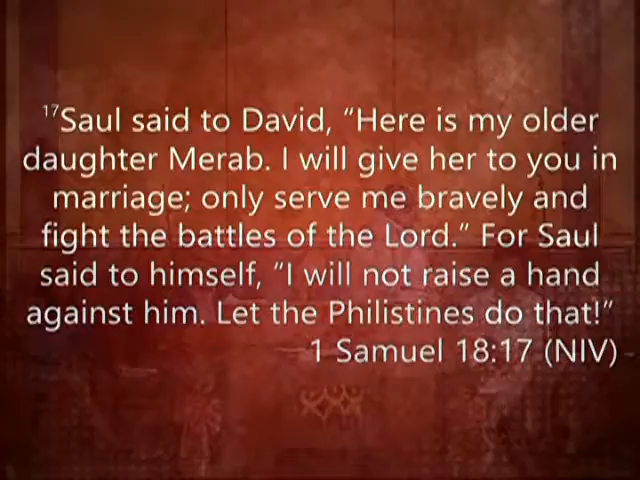 17Saul said to David, “Here is my older
daughter Merab. I will give her to you in
marriage; only serve me bravely and
fight the battles of the Lord.” For Saul
said to himself, “I will not raise a hand
against him. Let the Philistines do that!”
1 Samuel 18:17 (NIV)